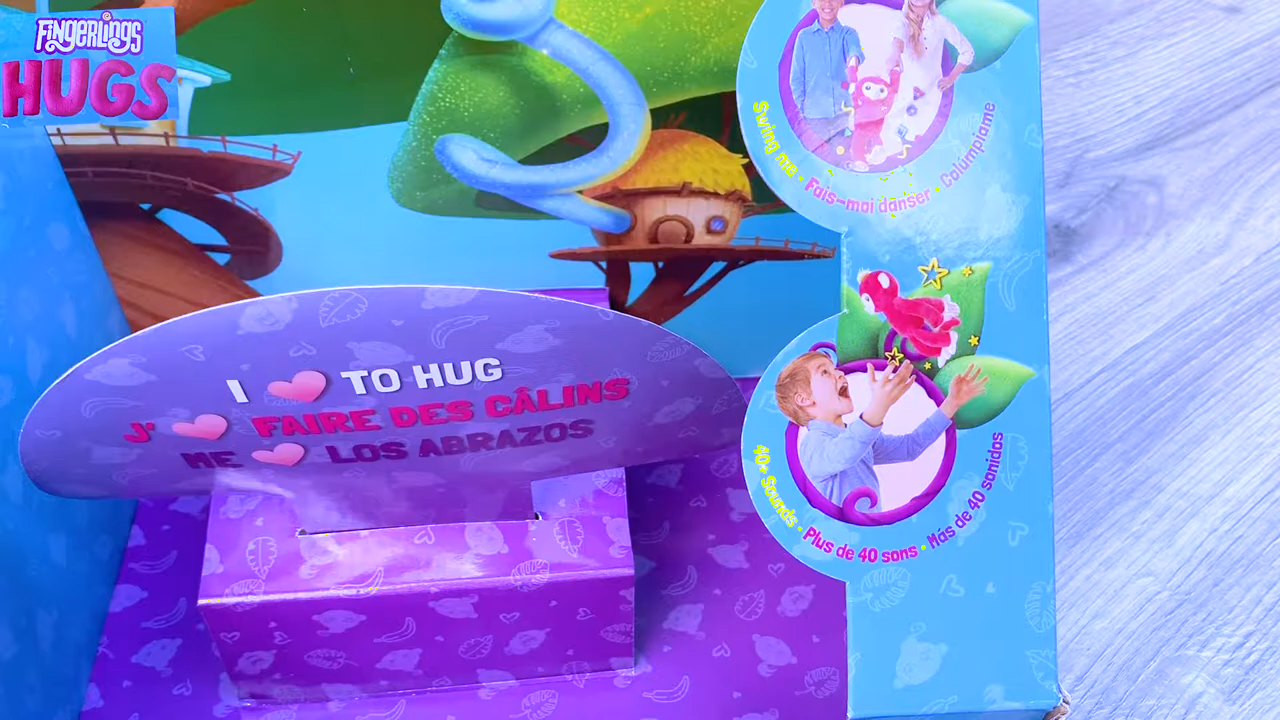 FINGERLINGS
HUGS
Swing me • Fais-moi danser • Colúmpiame
I TO HUG
J' FAIRE DES CÂLINS
ME LOS ABRAZOS
40+ Sounds • Plus de 40 sons • Más de 40 sonidos